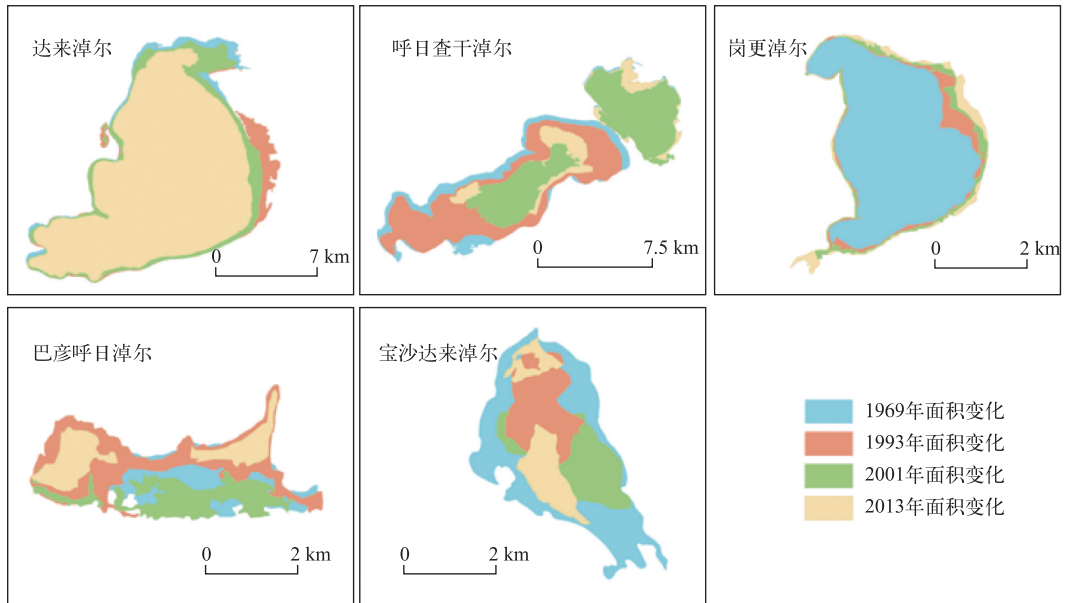 达来淖尔
0 7 km
呼日查干淖尔
0 7.5 km
岗更淖尔
0 2 km
巴彦呼日淖尔
0 2 km
宝沙达来淖尔
0 2 km
1969年面积变化
1993年面积变化
2001年面积变化
2013年面积变化